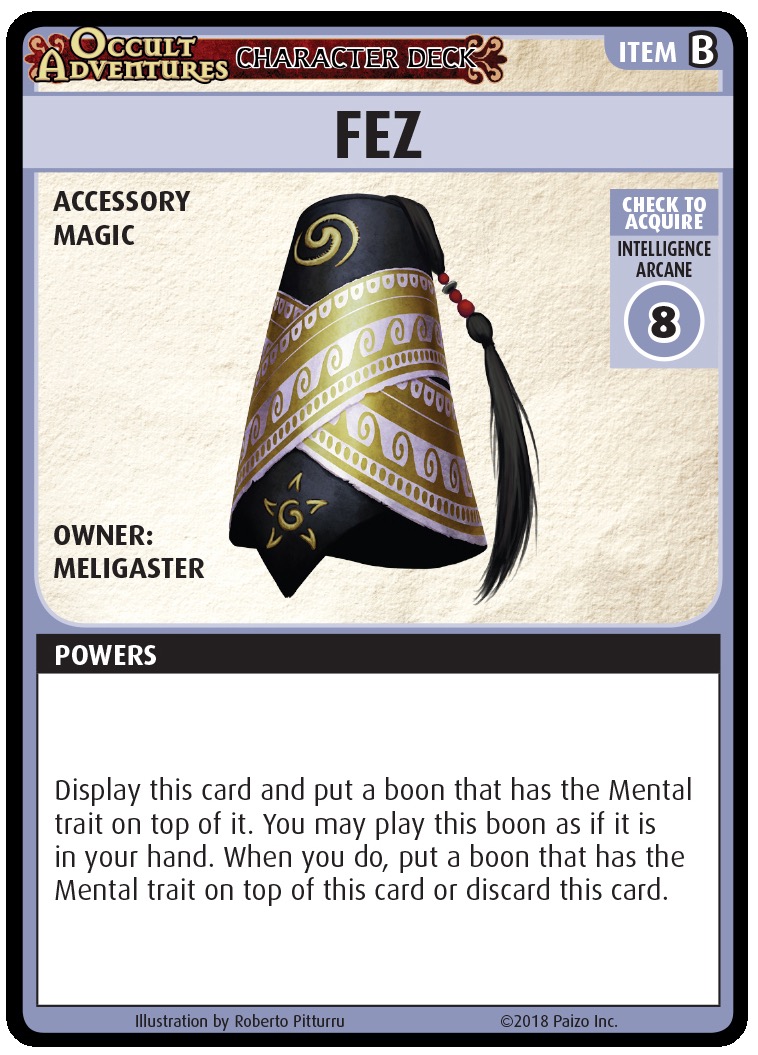 OCCULT
ADVENTURES CHARACTER DECK
ITEM B
FEZ
ACCESSORY
MAGIC
CHECK TO
ACQUIRE
INTELLIGENCE
ARCANE
8
OWNER:
MELIGASTER
POWERS
Display this card and put a boon that has the Mental
trait on top of it. You may play this boon as if it is
in your hand. When you do, put a boon that has the
Mental trait on top of this card or discard this card.
Illustration by Roberto Pitturru
©2018 Paizo Inc.